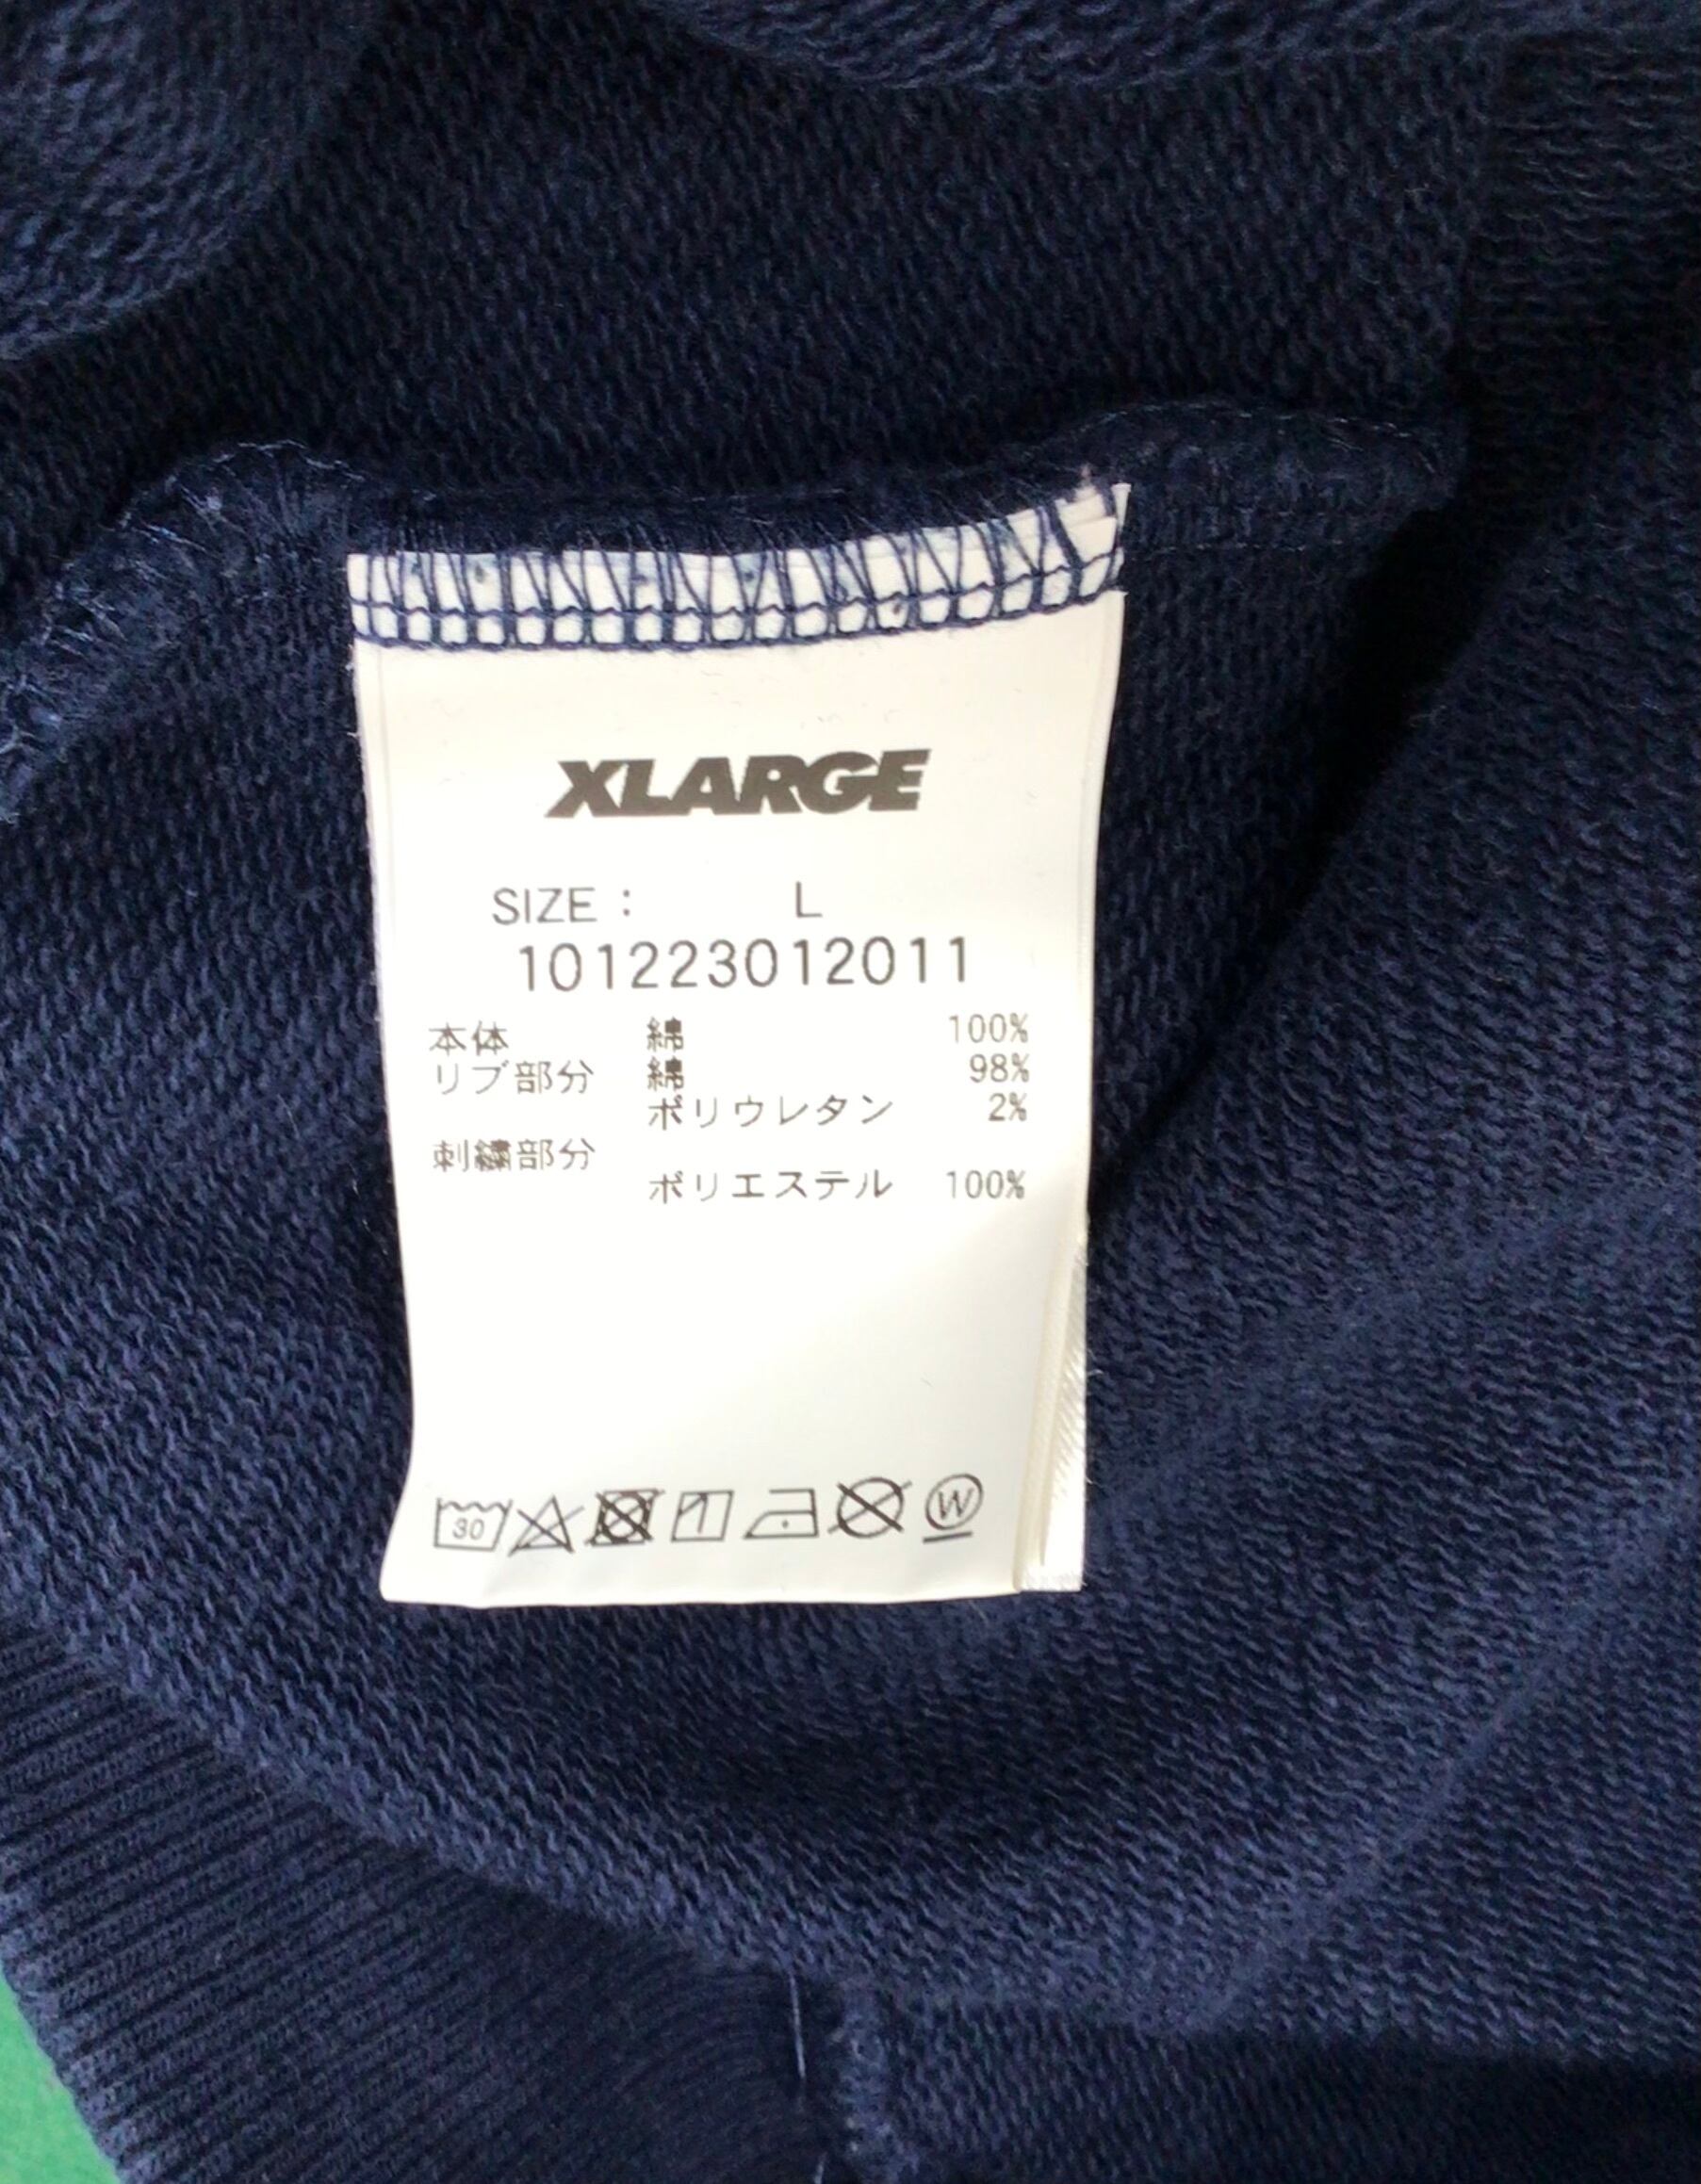 XLARGE
SIZE : L
101223012011
本体 綿 100%
リブ部分 綿 98%
ポリウレタン 2%
刺繍部分
ポリエステル 100%
30 W